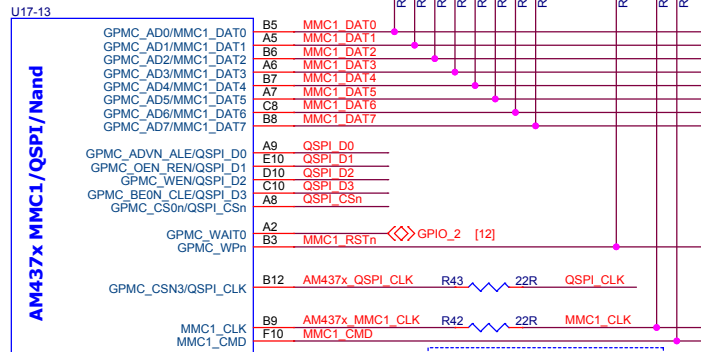 U17-13
AM437x MMC1/QSPI/Nand
GPMC_AD0/MMC1_DAT0 B5 MMC1_DAT0
GPMC_AD1/MMC1_DAT1 A5 MMC1_DAT1
GPMC_AD2/MMC1_DAT2 B6 MMC1_DAT2
GPMC_AD3/MMC1_DAT3 A6 MMC1_DAT3
GPMC_AD4/MMC1_DAT4 B7 MMC1_DAT4
GPMC_AD5/MMC1_DAT5 A7 MMC1_DAT5
GPMC_AD6/MMC1_DAT6 C8 MMC1_DAT6
GPMC_AD7/MMC1_DAT7 B8 MMC1_DAT7
GPMC_ADVN_ALE/QSPI_D0 A9 QSPI_D0
GPMC_OEN_REN/QSPI_D1 E10 QSPI_D1
GPMC_WEN/QSPI_D2 D10 QSPI_D2
GPMC_BE0N_CLE/QSPI_D3 C10 QSPI_D3
GPMC_CS0n/QSPI_CSn A8 QSPI_CSn
GPMC_WAIT0 A2 GPIO_2 [12]
GPMC_WPn B3 MMC1_RSTn
GPMC_CSN3/QSPI_CLK B12 AM437x_QSPI_CLK R43 22R QSPI_CLK
MMC1_CLK B9 AM437x_MMC1_CLK R42 22R MMC1_CLK
MMC1_CMD F10 MMC1_CMD